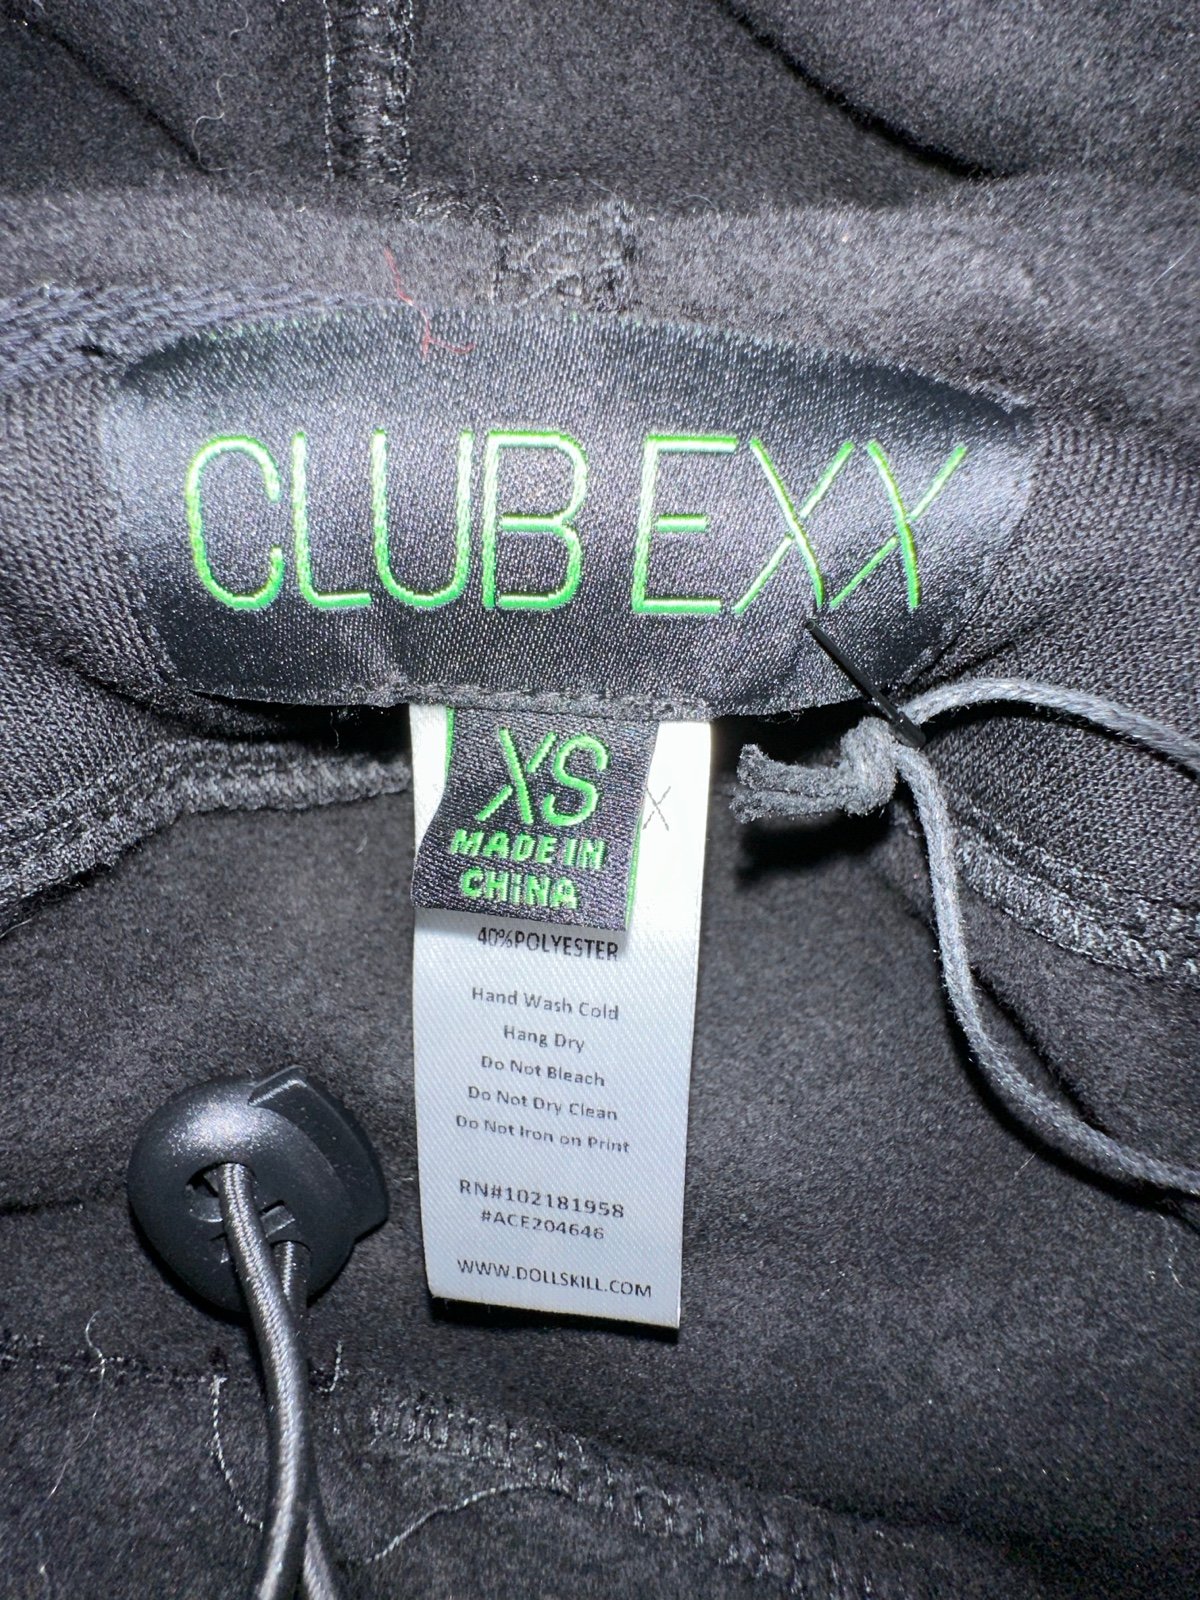 CLUB EXX
XS
MADE IN
CHINA
40%POLYESTER
Hand Wash Cold
Hang Dry
Do Not Bleach
Do Not Dry Clean
Do Not Iron on Print
RN#102181958
#ACE204646
WWW.DOLLSKILL.COM